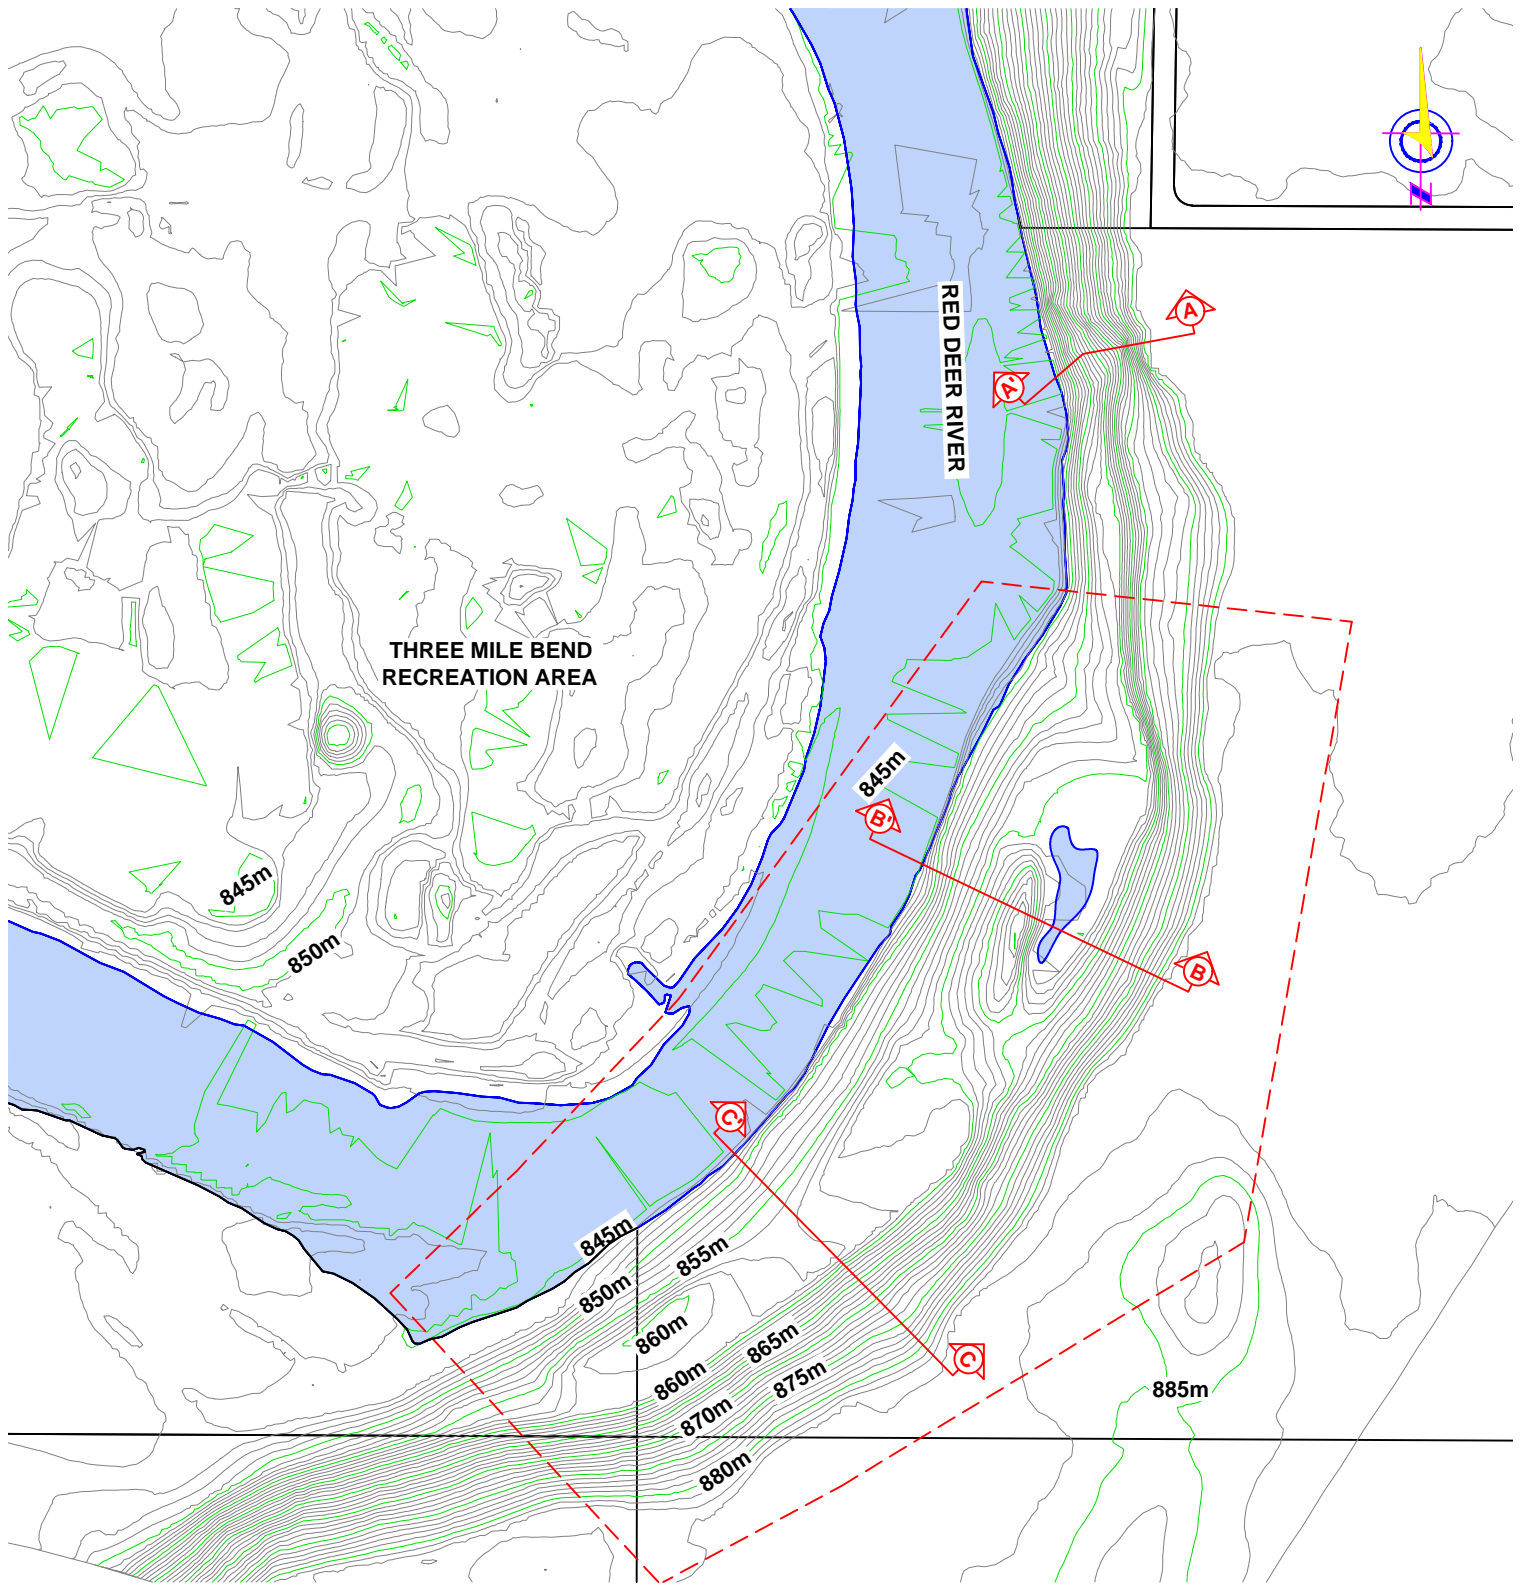 N
A
RED DEER RIVER
A'
THREE MILE BEND
RECREATION AREA
845m
B'
845m
850m
B
C'
845m
855m
850m
860m
865m
C
860m
875m
885m
870m
880m